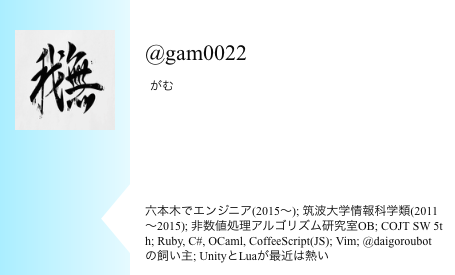 我無
@gam0022
がむ
六本木でエンジニア(2015〜); 筑波大学情報科学類(2011
〜2015); 非数値処理アルゴリズム研究室OB; COJT SW 5t
h; Ruby, C#, OCaml, CoffeeScript(JS); Vim; @daigoroubot
の飼い主; UnityとLuaが最近は熱い